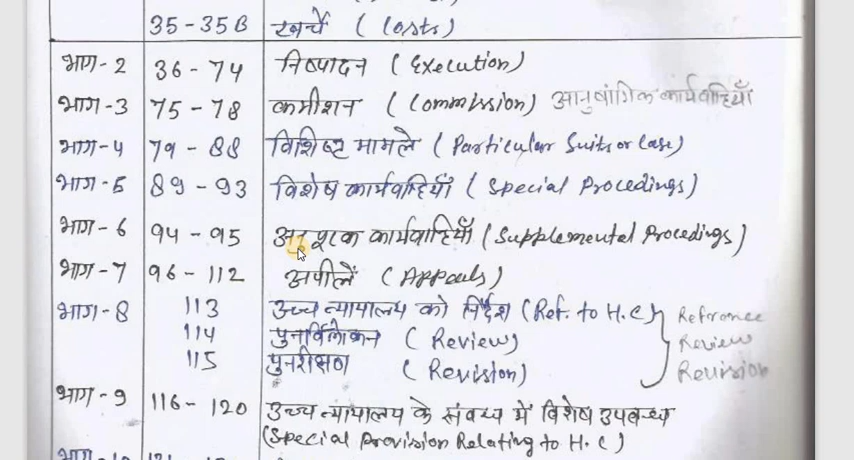 35-35B खर्चे (Costs)
भाग-2 36-74 निष्पादन (Execution)
भाग-3 75-78 कमीशन (Commission) आनुषांगिक कार्यवाहियाँ
भाग-4 79-88 विशिष्ट मामले (Particular Suits or Case)
भाग-5 89-93 विशेष कार्यवाहियाँ (Special Procedings)
भाग-6 94-95 अनुपूरक कार्यवाहियाँ (Supplemental Procedings)
भाग-7 96-112 अपीलें (Appeals)
भाग-8 113 उच्च न्यायालय को निर्देश (Ref. to H.C) Refrence
114 पुनर्विलोकन (Review) Review
115 पुनरीक्षण (Revision) Revision
भाग-9 116-120 उच्च न्यायालय के संबन्ध में विशेष उपबन्ध
(Special Provision Relating to H.C)